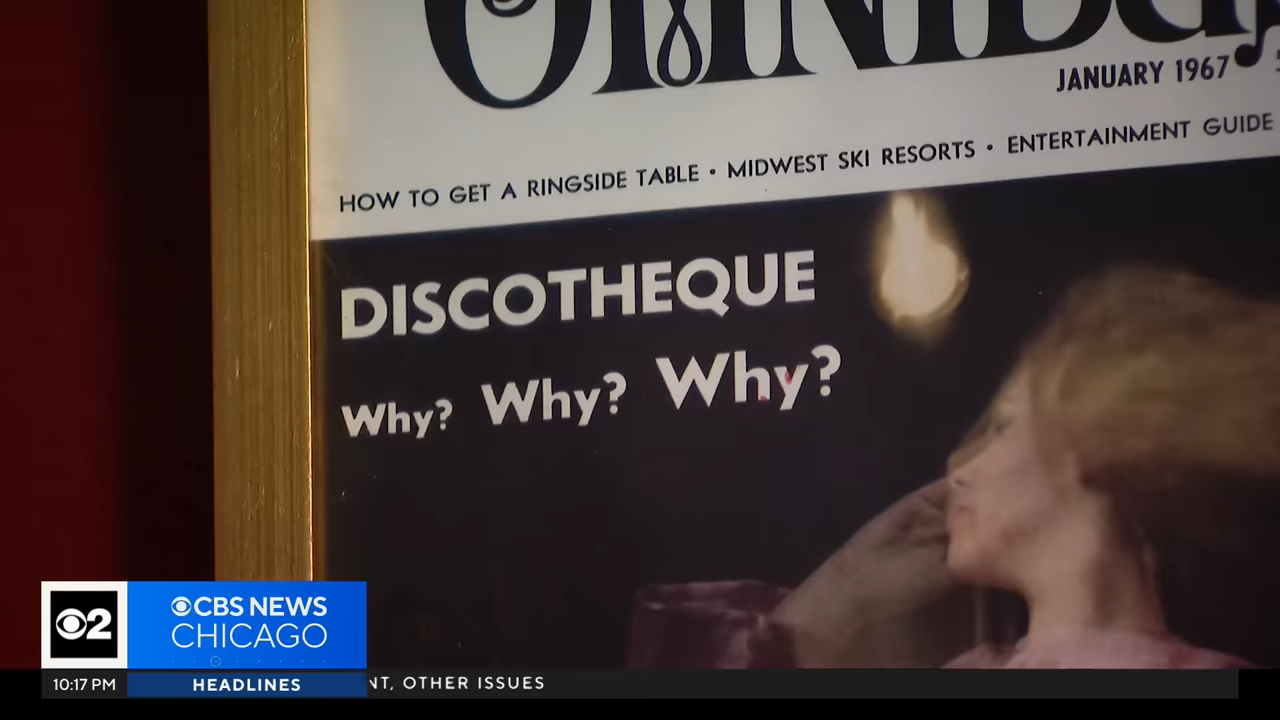 OMNIBUS
JANUARY 1967
HOW TO GET A RINGSIDE TABLE • MIDWEST SKI RESORTS • ENTERTAINMENT GUIDE
DISCOTHEQUE
Why? Why? Why?
2
CBS NEWS
CHICAGO
10:17 PM HEADLINES NT, OTHER ISSUES